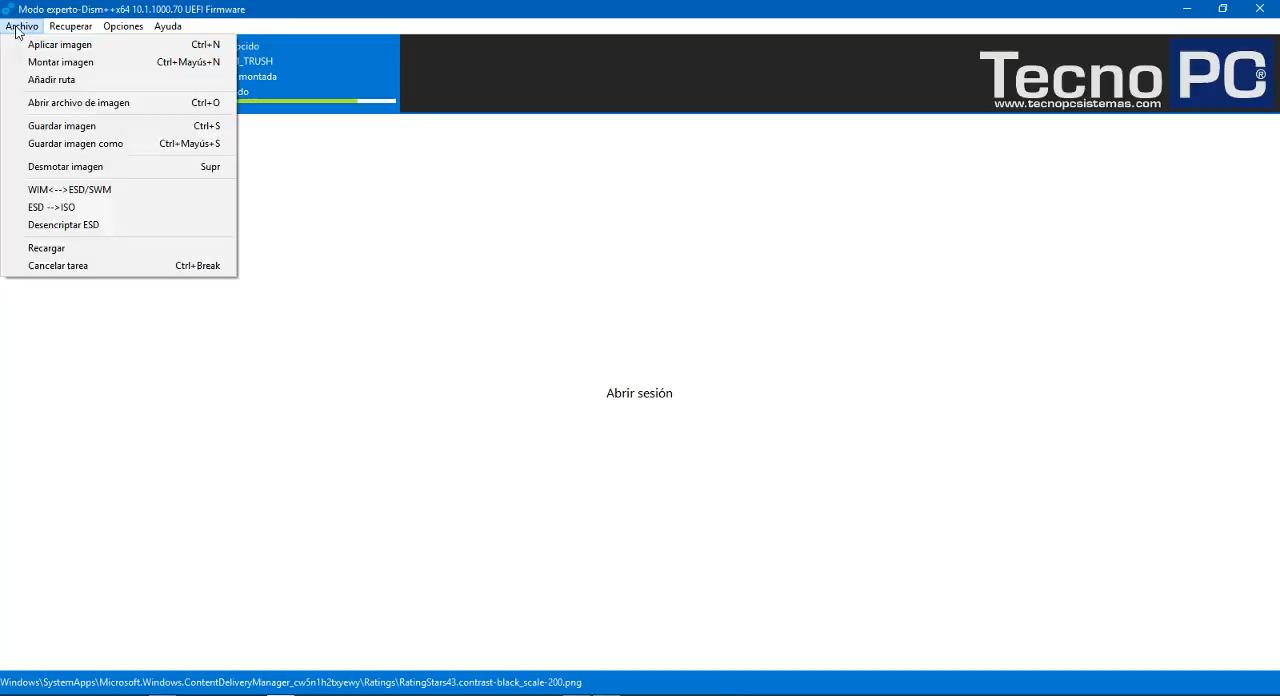 Modo experto-Dism++x64 10.1.1000.70 UEFI Firmware
Archivo Recuperar Opciones Ayuda
Aplicar imagen Ctrl+N
Montar imagen Ctrl+Mayús+N
Añadir ruta
Abrir archivo de imagen Ctrl+O
Guardar imagen Ctrl+S
Guardar imagen como Ctrl+Mayús+S
Desmotar imagen Supr
WIM<-->ESD/SWM
ESD -->ISO
Desencriptar ESD
Recargar
Cancelar tarea Ctrl+Break
ocido
_TRUSH
montada
do
Tecno PC®
www.tecnopcsistemas.com
Abrir sesión
Windows\SystemApps\Microsoft.Windows.ContentDeliveryManager_cw5n1h2txyewy\Ratings\RatingStars43.contrast-black_scale-200.png